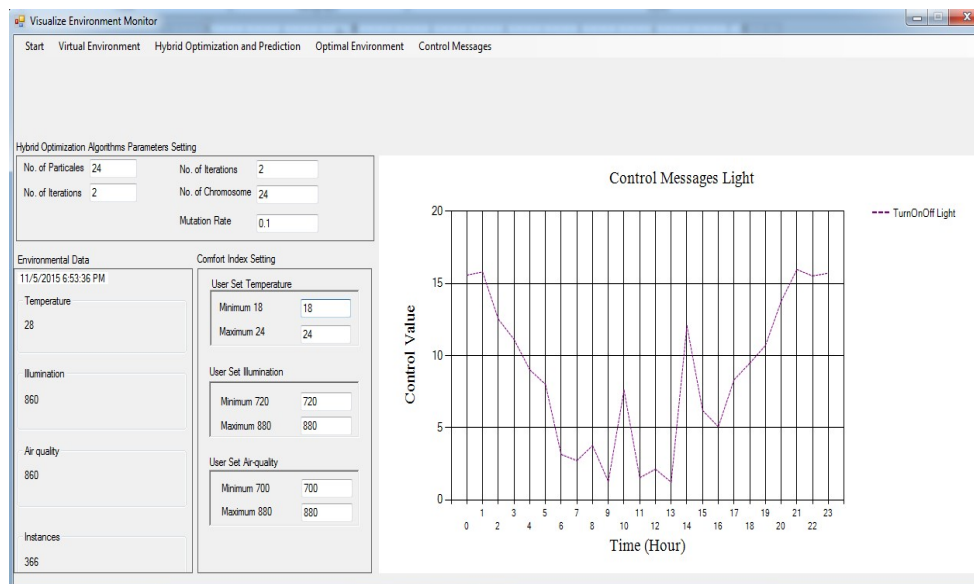 Visualize Environment Monitor
Start Virtual Environment Hybrid Optimization and Prediction Optimal Environment Control Messages
Hybrid Optimization Algorithms Parameters Setting
No. of Particales 24 No. of Iterations 2
No. of Iterations 2 No. of Chromosome 24
Mutation Rate 0.1
Environmental Data
11/5/2015 6:53:36 PM
Temperature
28
Illumination
860
Air quality
860
Instances
366
Comfort Index Setting
User Set Temperature
Minimum 18 18
Maximum 24 24
User Set Illumination
Minimum 720 720
Maximum 880 880
User Set Air-quality
Minimum 700 700
Maximum 880 880
Control Messages Light
TurnOnOff Light
Control Value
20
15
10
5
0
1 3 5 7 9 11 13 15 17 19 21 23
0 2 4 6 8 10 12 14 16 18 20 22
Time (Hour)